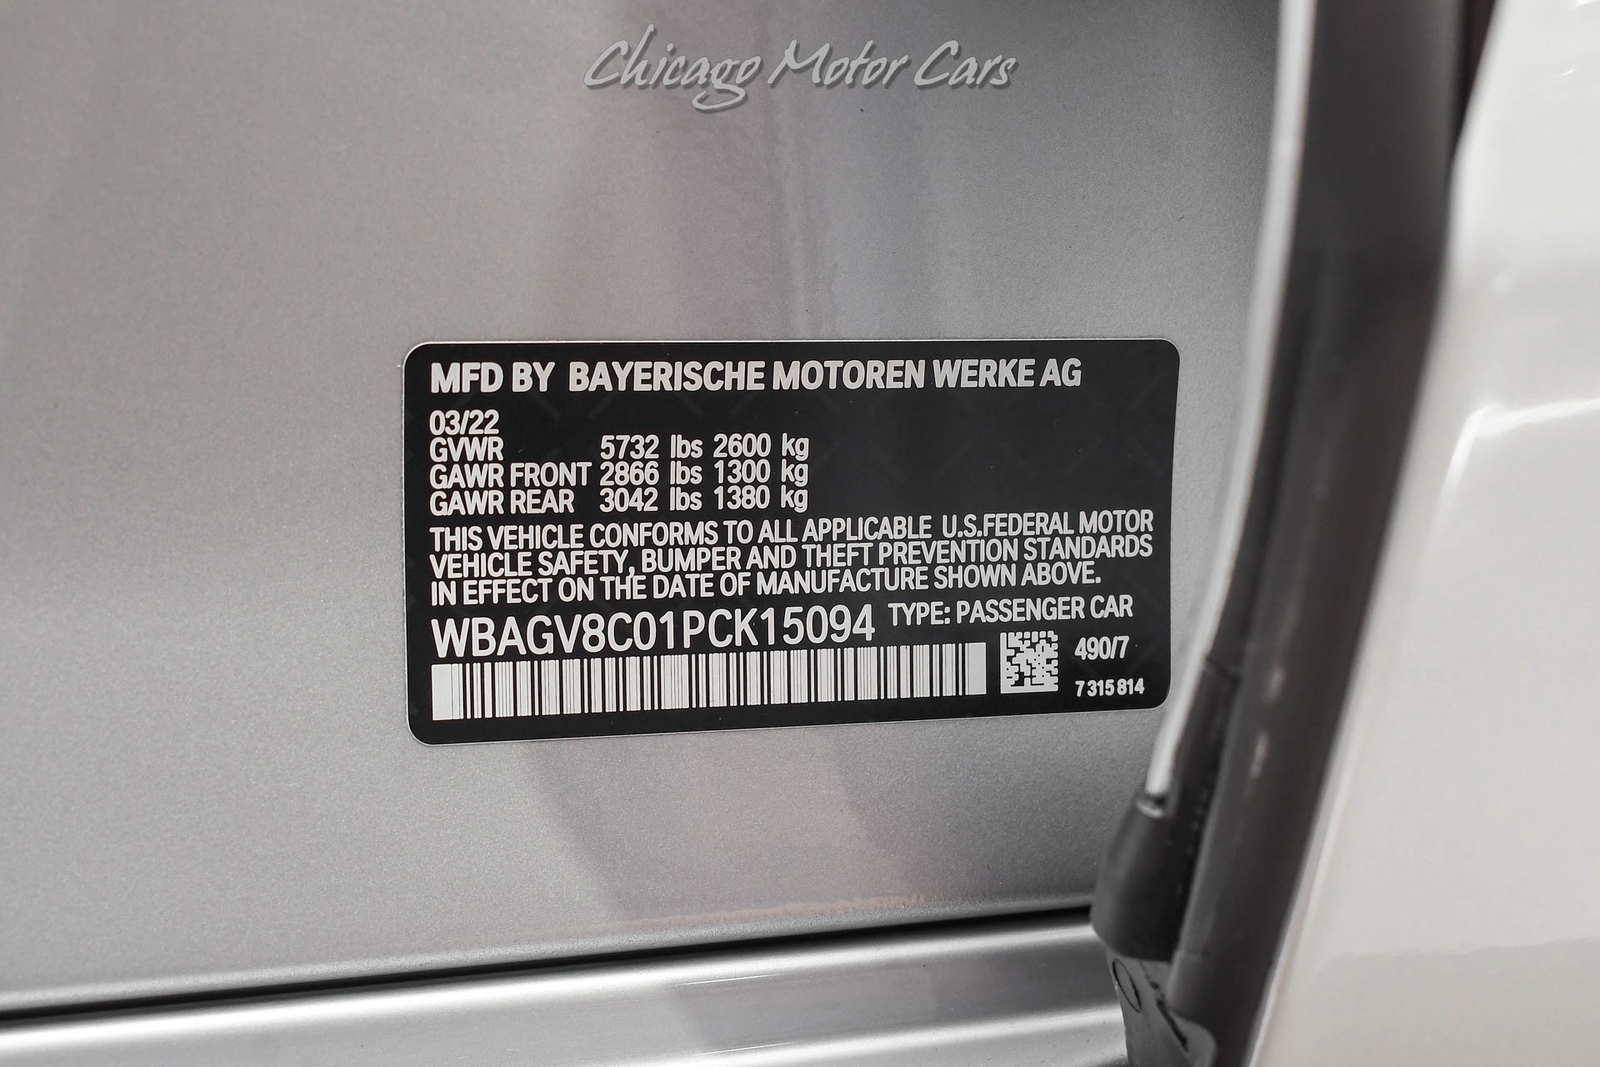 Chicago Motor Cars
MFD BY BAYERISCHE MOTOREN WERKE AG
03/22
GVWR 5732 lbs 2600 kg
GAWR FRONT 2866 lbs 1300 kg
GAWR REAR 3042 lbs 1380 kg
THIS VEHICLE CONFORMS TO ALL APPLICABLE U.S.FEDERAL MOTOR
VEHICLE SAFETY, BUMPER AND THEFT PREVENTION STANDARDS
IN EFFECT ON THE DATE OF MANUFACTURE SHOWN ABOVE.
WBAGV8C01PCK15094 TYPE: PASSENGER CAR
490/7
7 315 814